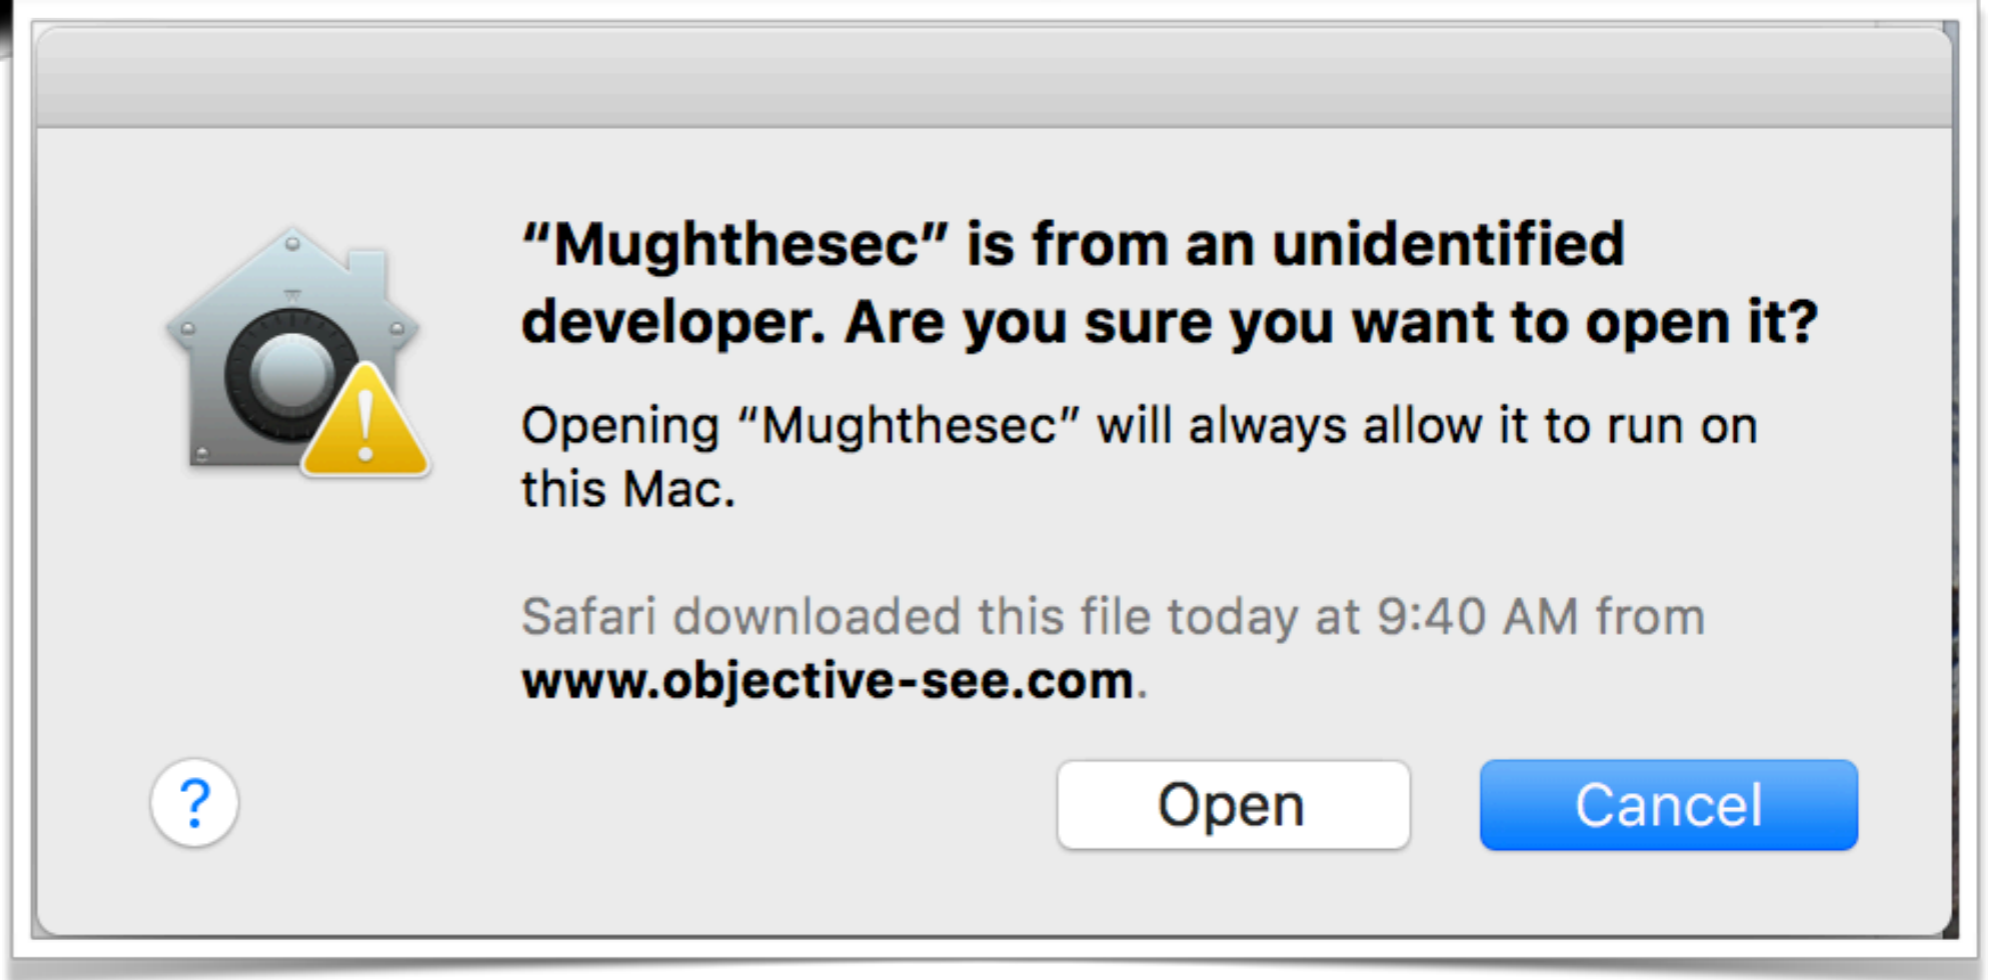 “Mughthesec” is from an unidentified
developer. Are you sure you want to open it?
Opening “Mughthesec” will always allow it to run on
this Mac.
Safari downloaded this file today at 9:40 AM from
www.objective-see.com.
?
Open
Cancel